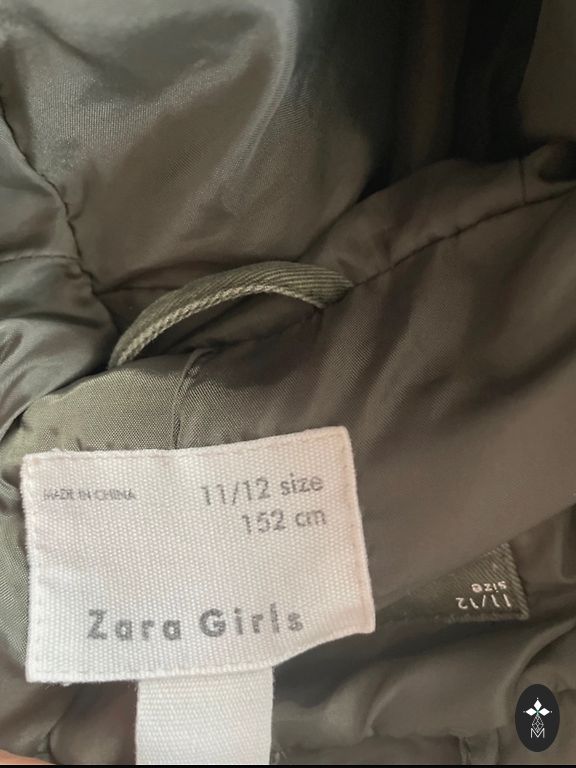 MADE IN CHINA
11/12 size
152 cm
Zara Girls
11/12
size
M